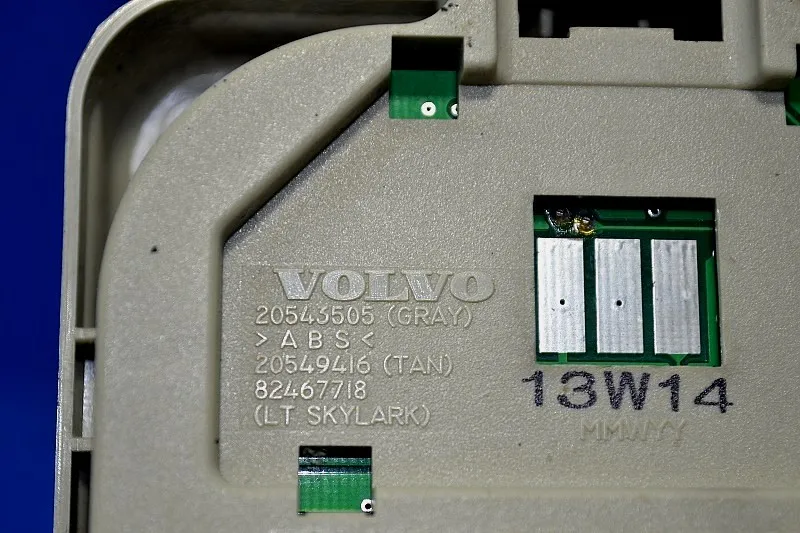 VOLVO
20543505 (GRAY)
>ABS<
20549416 (TAN)
82467718
(LT SKYLARK)
13W14
MMWYY